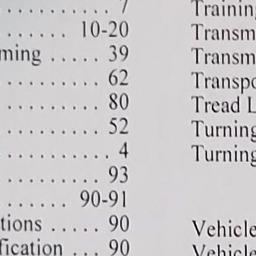 .......... 7
...... 10-20
ming ..... 39
......... 62
......... 80
......... 52
.......... 4
......... 93
...... 90-91
tions ..... 90
fication ... 90
Training
Transm
Transm
Transpo
Tread L
Turning
Turning
Vehicle
Vehicle